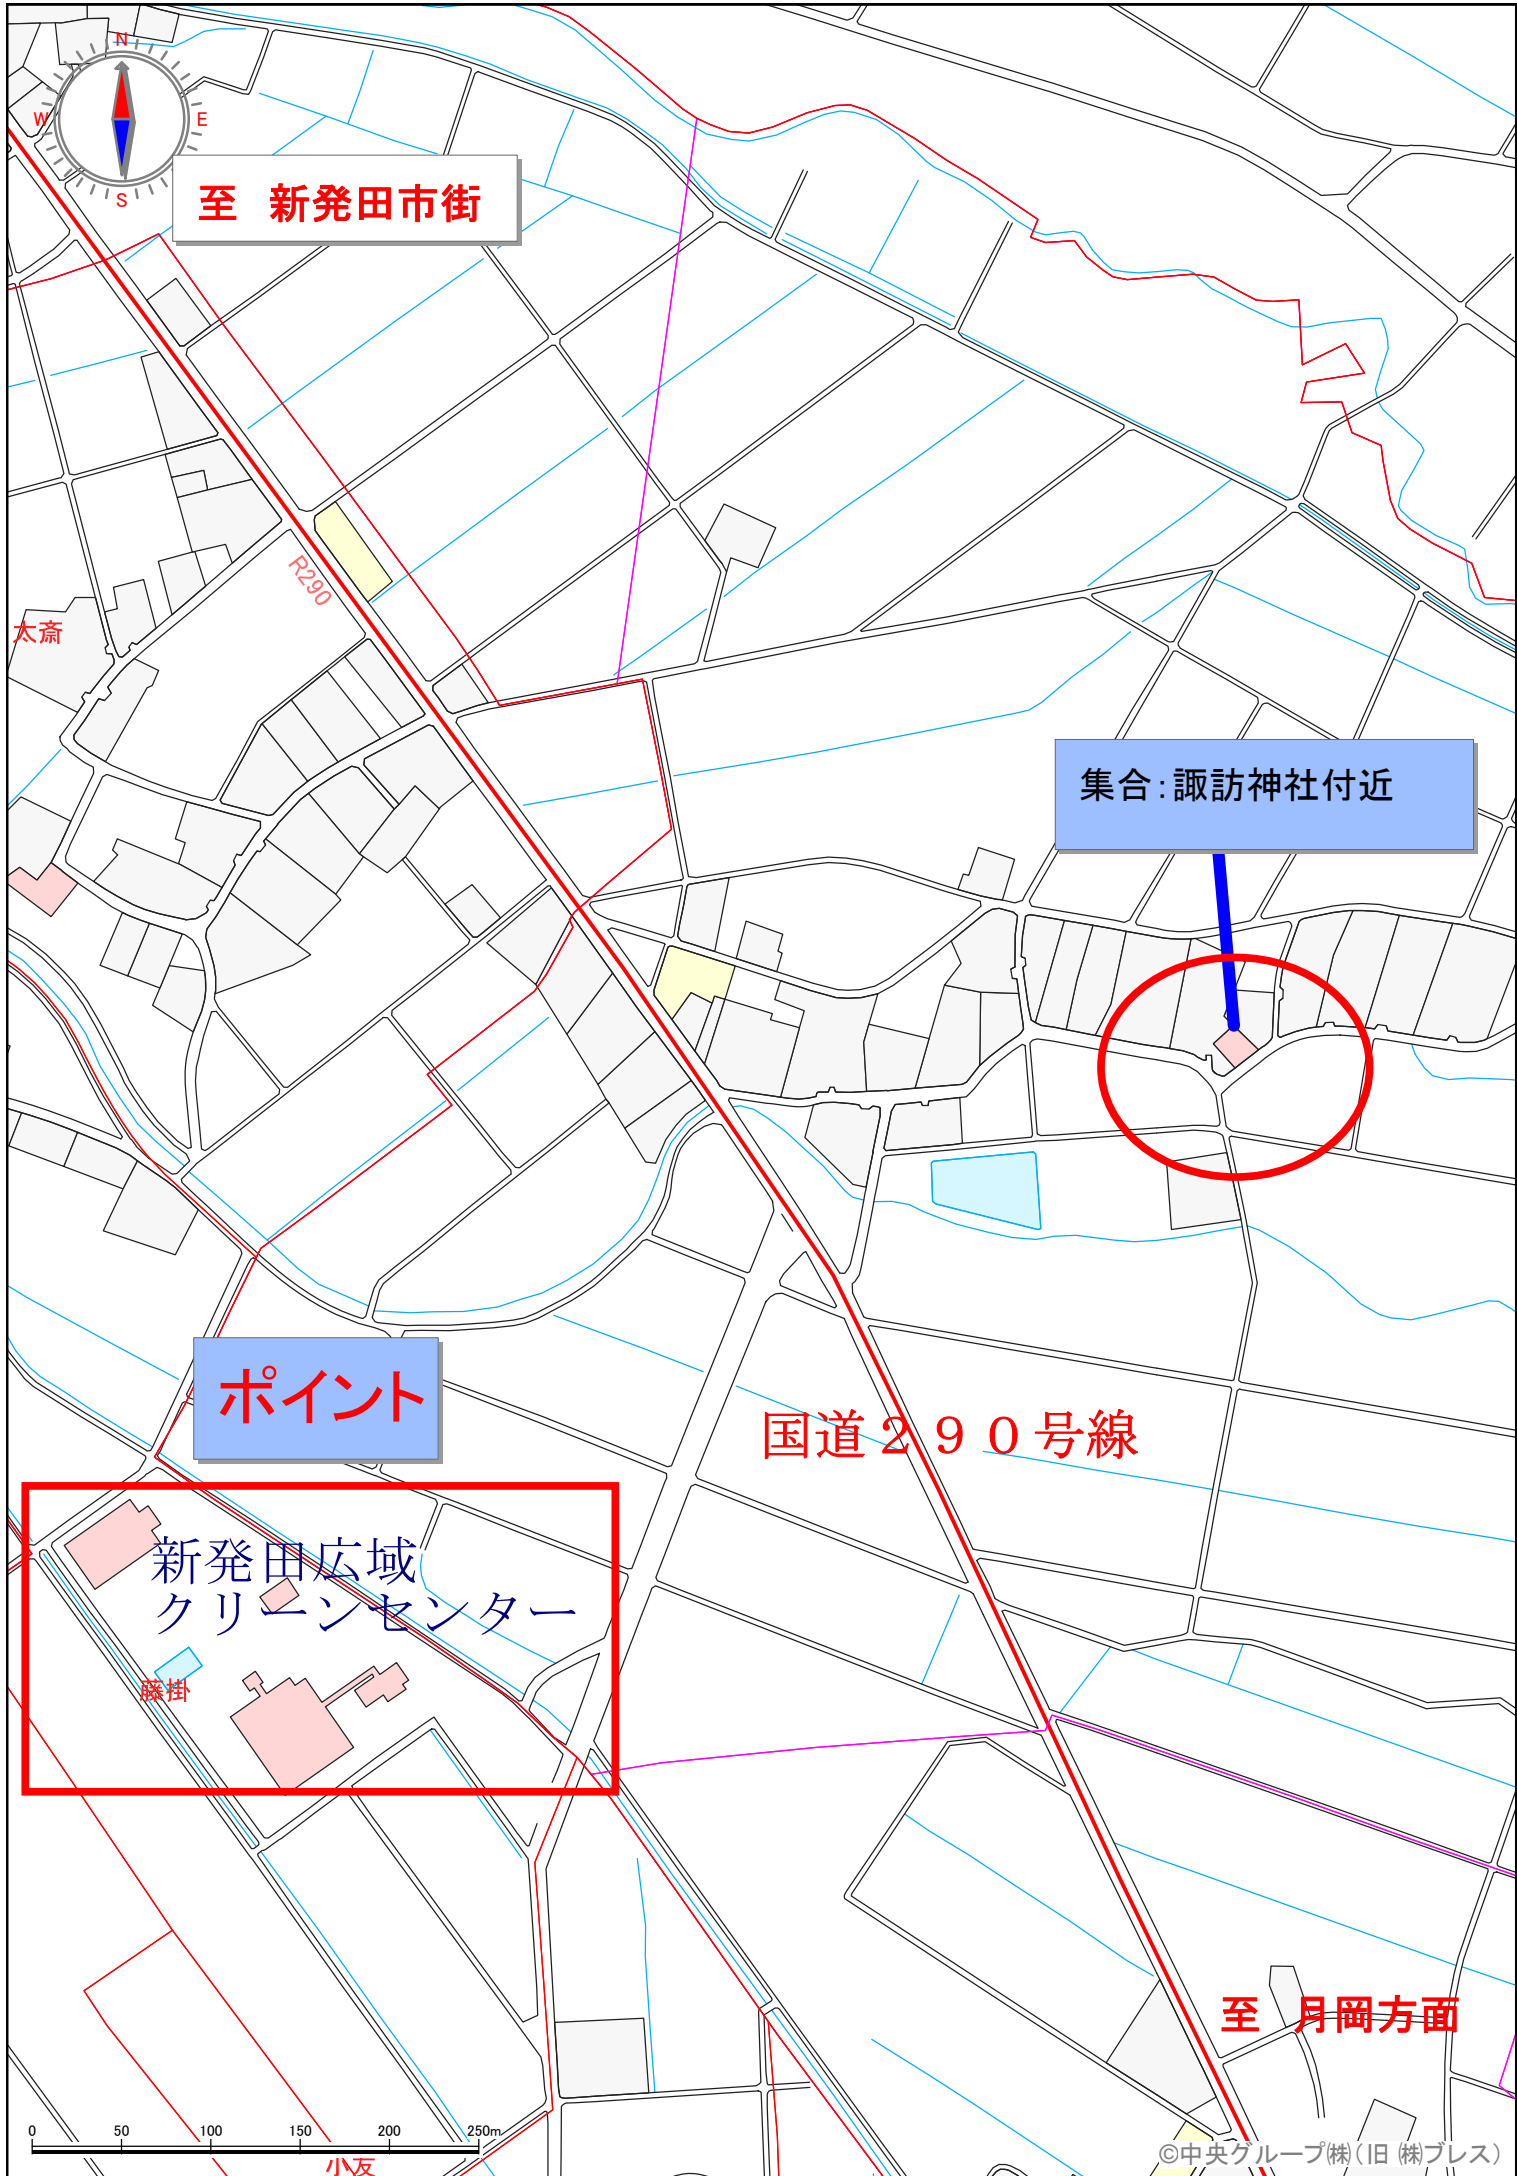 N
W
E
S
至　新発田市街
R290
太斎
集合：諏訪神社付近
ポイント
国道２９０号線
新発田広域
クリーンセンター
藤掛
至　月岡方面
0 50 100 150 200 250m
小友
©中央グループ㈱（旧 ㈱ブレス）